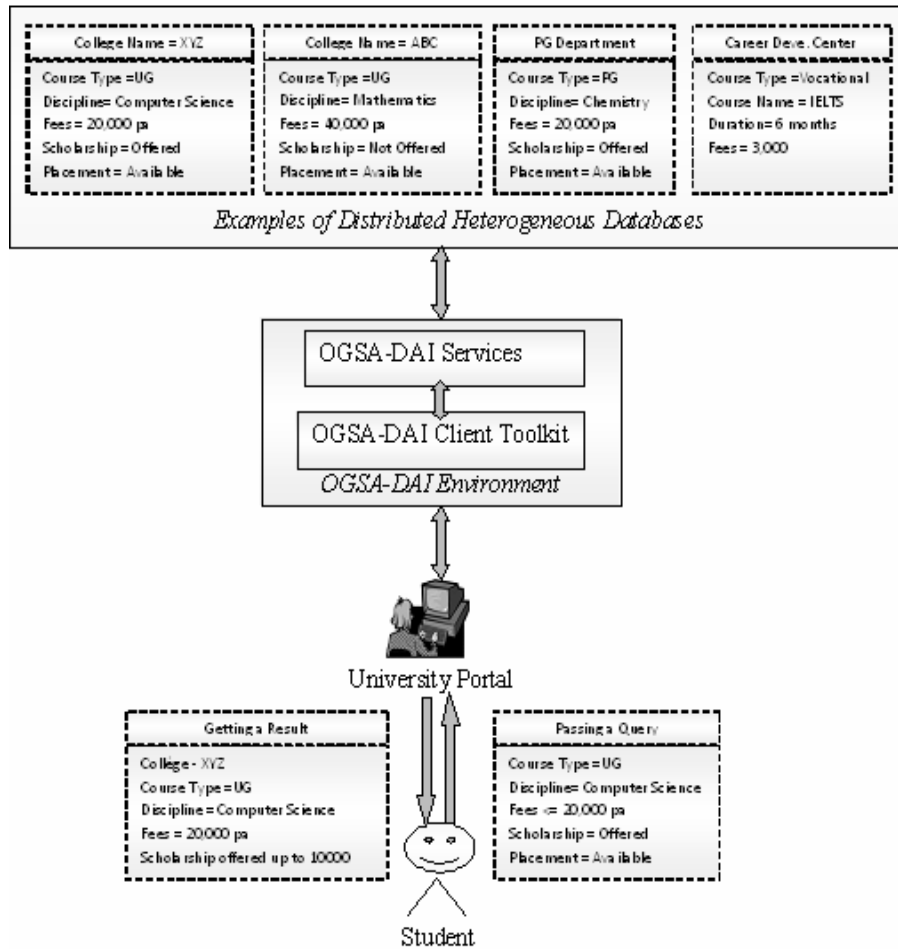 College Name = XYZ
Course Type =UG
Discipline= Computer Science
Fees = 20,000 pa
Scholarship = Offered
Placement = Available
College Name = ABC
Course Type =UG
Discipline= Mathematics
Fees = 40,000 pa
Scholarship = Not Offered
Placement = Available
PG Department
Course Type =PG
Discipline= Chemistry
Fees = 20,000 pa
Scholarship = Offered
Placement = Available
Career Deve. Center
Course Type =Vocational
Course Name = IELTS
Duration= 6 months
Fees = 3,000
Examples of Distributed Heterogeneous Databases
OGSA-DAI Services
OGSA-DAI Client Toolkit
OGSA-DAI Environment
University Portal
Getting a Result
Collége - XYZ
Course Type =UG
Discipline= Computer Science
Fees = 20,000 pa
Scholarship offered up to 10000
Passing a Query
Course Type =UG
Discipline= Computer Science
Fees <= 20,000 pa
Scholarship = Offered
Placement = Available
Student